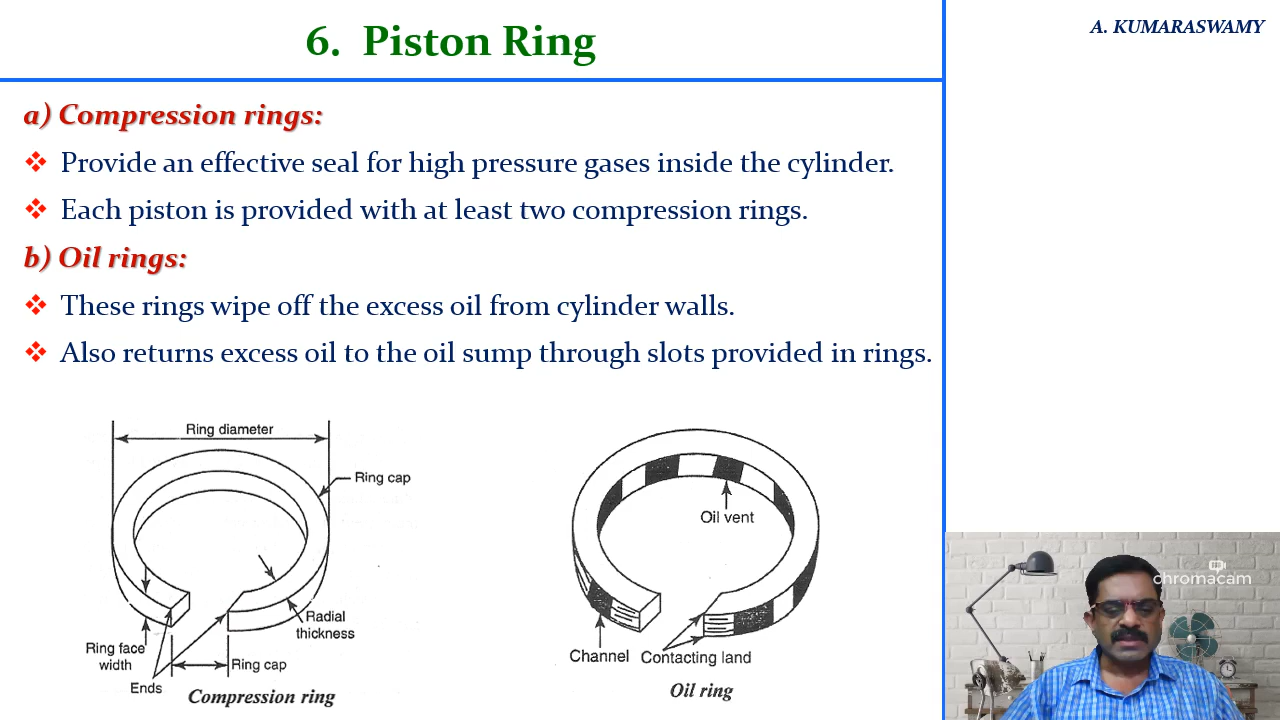 6. Piston Ring
A. KUMARASWAMY
a) Compression rings:
❖ Provide an effective seal for high pressure gases inside the cylinder.
❖ Each piston is provided with at least two compression rings.
b) Oil rings:
❖ These rings wipe off the excess oil from cylinder walls.
❖ Also returns excess oil to the oil sump through slots provided in rings.
Ring diameter
Ring cap
Radial
thickness
Ring face
width
Ring cap
Ends
Compression ring
Oil vent
Channel
Contacting land
Oil ring
chromacam